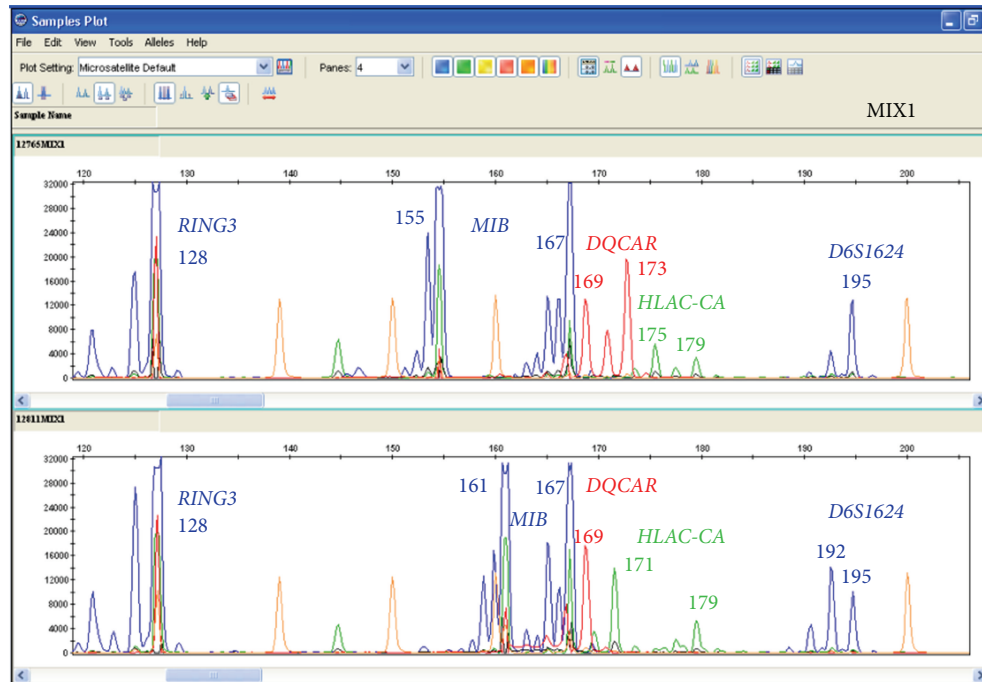 Samples Plot
File Edit View Tools Alleles Help
Plot Setting: Microsatellite Default Panes: 4
Sample Name MIX1
12765MIX1
120 130 140 150 160 170 180 190 200
32000
28000
24000
20000
16000
12000
8000
4000
0
RING3
128
155
MIB
167
DQCAR
169
173
HLAC-CA
175
179
D6S1624
195
12811MIX1
120 130 140 150 160 170 180 190 200
32000
28000
24000
20000
16000
12000
8000
4000
0
RING3
128
161
MIB
167
DQCAR
169
HLAC-CA
171
179
D6S1624
192
195